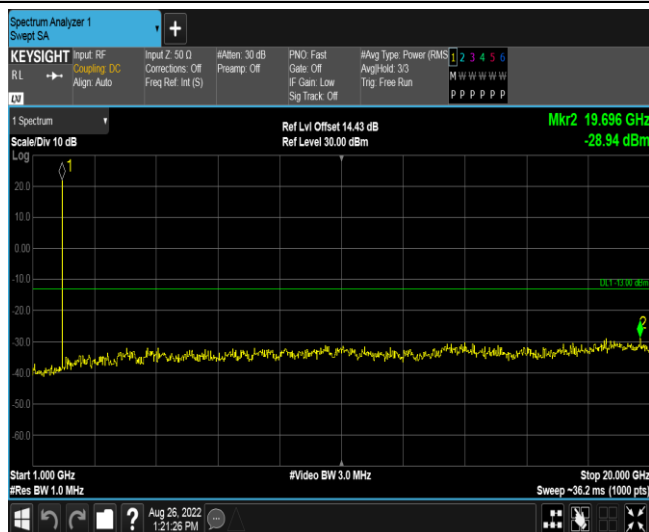 Spectrum Analyzer 1
Swept SA
+
KEYSIGHT Input: RF Input Z: 50 Ω #Atten: 30 dB PNO: Fast #Avg Type: Power (RMS 1 2 3 4 5 6
RL Coupling: DC Corrections: Off Preamp: Off Gate: Off Avg|Hold: 3/3 M W W W W W
Align: Auto Freq Ref: Int (S) IF Gain: Low Trig: Free Run
LXI Sig Track: Off P P P P P P
1 Spectrum Ref Lvl Offset 14.43 dB Mkr2 19.696 GHz
Scale/Div 10 dB Ref Level 30.00 dBm -28.94 dBm
Log
1
20.0
10.0
0.00
-10.0
DL1 -13.00 dBm
-20.0
2
-30.0
-40.0
-50.0
-60.0
Start 1.000 GHz #Video BW 3.0 MHz Stop 20.000 GHz
#Res BW 1.0 MHz Sweep ~36.2 ms (1000 pts)
? Aug 26, 2022
1:21:26 PM